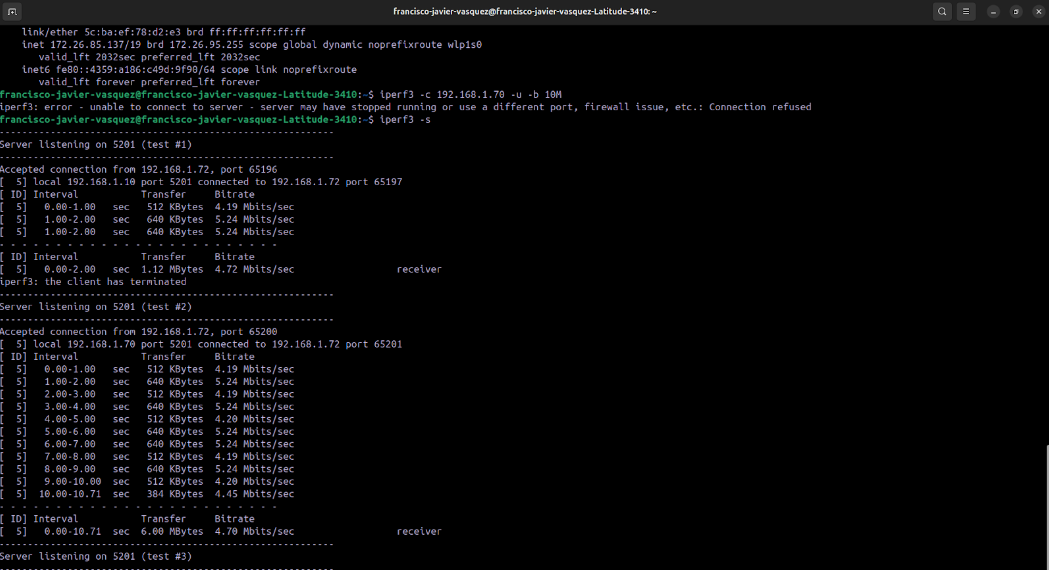 francisco-javier-vasquez@francisco-javier-vasquez-Latitude-3410: ~
link/ether 5c:ba:ef:78:d2:e3 brd ff:ff:ff:ff:ff:ff
inet 172.26.85.137/19 brd 172.26.95.255 scope global dynamic noprefixroute wlp1s0
valid_lft 2032sec preferred_lft 2032sec
inet6 fe80::4359:a186:c49d:9f90/64 scope link noprefixroute
valid_lft forever preferred_lft forever
francisco-javier-vasquez@francisco-javier-vasquez-Latitude-3410:~$ iperf3 -c 192.168.1.70 -u -b 10M
iperf3: error - unable to connect to server - server may have stopped running or use a different port, firewall issue, etc.: Connection refused
francisco-javier-vasquez@francisco-javier-vasquez-Latitude-3410:~$ iperf3 -s
-----------------------------------------------------------
Server listening on 5201 (test #1)
-----------------------------------------------------------
Accepted connection from 192.168.1.72, port 65196
[  5] local 192.168.1.10 port 5201 connected to 192.168.1.72 port 65197
[ ID] Interval           Transfer     Bitrate
[  5]   0.00-1.00   sec   512 KBytes  4.19 Mbits/sec
[  5]   1.00-2.00   sec   640 KBytes  5.24 Mbits/sec
[  5]   1.00-2.00   sec   640 KBytes  5.24 Mbits/sec
- - - - - - - - - - - - - - - - - - - - - - - - -
[ ID] Interval           Transfer     Bitrate
[  5]   0.00-2.00   sec  1.12 MBytes  4.72 Mbits/sec                  receiver
iperf3: the client has terminated
-----------------------------------------------------------
Server listening on 5201 (test #2)
-----------------------------------------------------------
Accepted connection from 192.168.1.72, port 65200
[  5] local 192.168.1.70 port 5201 connected to 192.168.1.72 port 65201
[ ID] Interval           Transfer     Bitrate
[  5]   0.00-1.00   sec   512 KBytes  4.19 Mbits/sec
[  5]   1.00-2.00   sec   640 KBytes  5.24 Mbits/sec
[  5]   2.00-3.00   sec   512 KBytes  4.19 Mbits/sec
[  5]   3.00-4.00   sec   640 KBytes  5.24 Mbits/sec
[  5]   4.00-5.00   sec   512 KBytes  4.20 Mbits/sec
[  5]   5.00-6.00   sec   640 KBytes  5.24 Mbits/sec
[  5]   6.00-7.00   sec   640 KBytes  5.24 Mbits/sec
[  5]   7.00-8.00   sec   512 KBytes  4.19 Mbits/sec
[  5]   8.00-9.00   sec   640 KBytes  5.24 Mbits/sec
[  5]   9.00-10.00  sec   512 KBytes  4.20 Mbits/sec
[  5]  10.00-10.71  sec   384 KBytes  4.45 Mbits/sec
- - - - - - - - - - - - - - - - - - - - - - - - -
[ ID] Interval           Transfer     Bitrate
[  5]   0.00-10.71  sec  6.00 MBytes  4.70 Mbits/sec                  receiver
-----------------------------------------------------------
Server listening on 5201 (test #3)
-----------------------------------------------------------